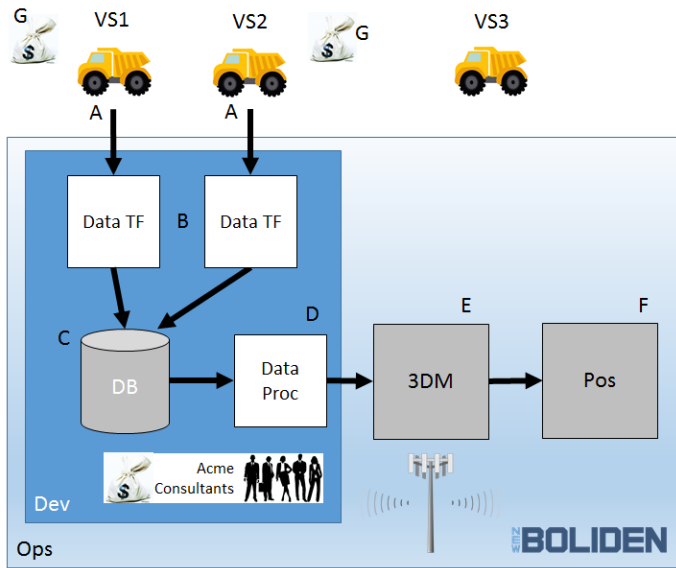 G
VS1
VS2
G
VS3
$
$
A
A
Data TF
B
Data TF
C
D
E
F
DB
Data
Proc
3DM
Pos
$
Acme
Consultants
Dev
Ops
NEW
BOLIDEN